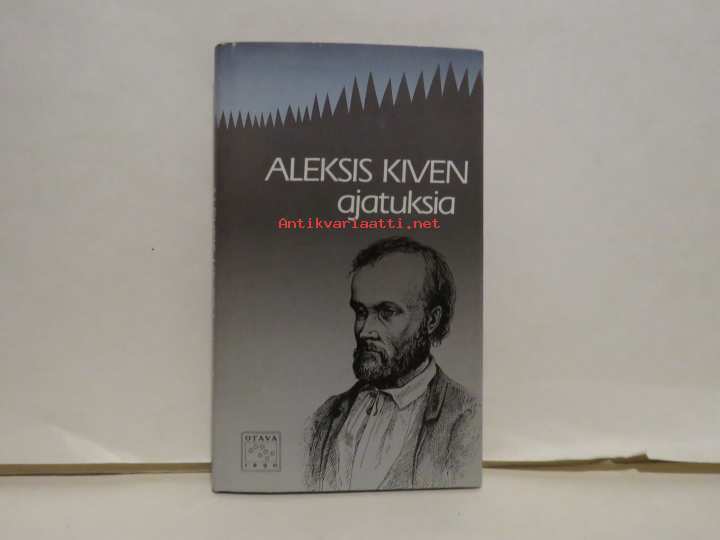 ALEKSIS KIVEN
ajatuksia
Antikvariaatti.net
OTAVA
1890